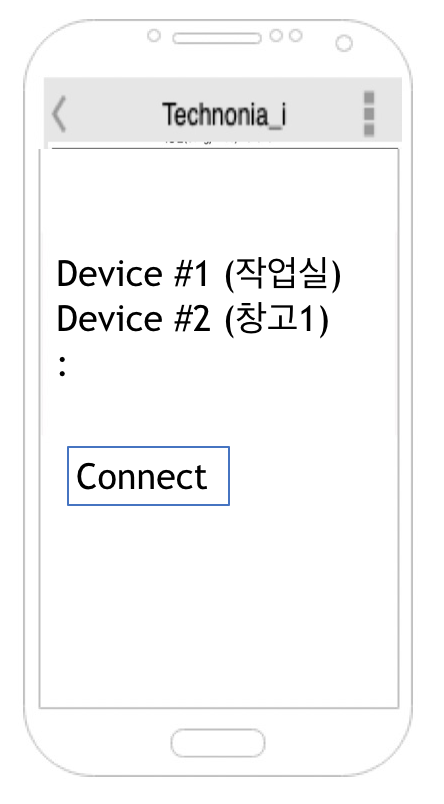 Technonia_i
Device #1 (작업실)
Device #2 (창고1)
:
Connect